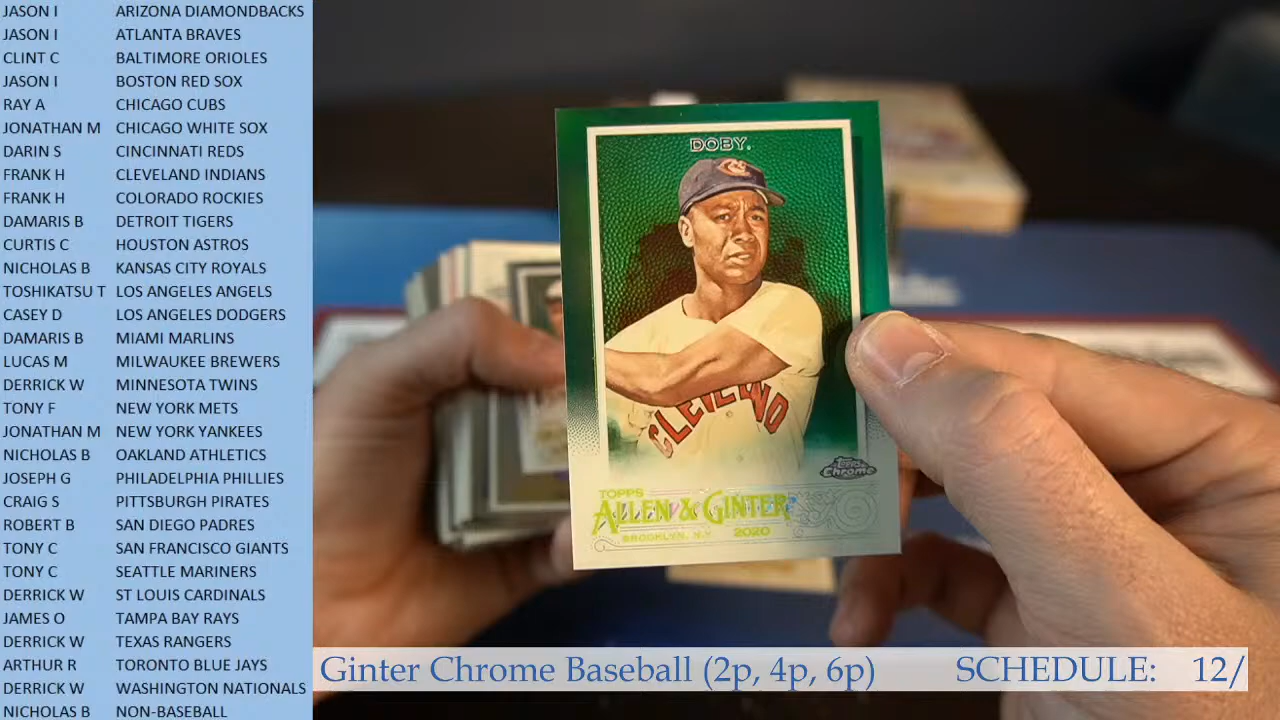 JASON I ARIZONA DIAMONDBACKS
JASON I ATLANTA BRAVES
CLINT C BALTIMORE ORIOLES
JASON I BOSTON RED SOX
RAY A CHICAGO CUBS
JONATHAN M CHICAGO WHITE SOX
DARIN S CINCINNATI REDS
FRANK H CLEVELAND INDIANS
FRANK H COLORADO ROCKIES
DAMARIS B DETROIT TIGERS
CURTIS C HOUSTON ASTROS
NICHOLAS B KANSAS CITY ROYALS
TOSHIKATSU T LOS ANGELES ANGELS
CASEY D LOS ANGELES DODGERS
DAMARIS B MIAMI MARLINS
LUCAS M MILWAUKEE BREWERS
DERRICK W MINNESOTA TWINS
TONY F NEW YORK METS
JONATHAN M NEW YORK YANKEES
NICHOLAS B OAKLAND ATHLETICS
JOSEPH G PHILADELPHIA PHILLIES
CRAIG S PITTSBURGH PIRATES
ROBERT B SAN DIEGO PADRES
TONY C SAN FRANCISCO GIANTS
TONY C SEATTLE MARINERS
DERRICK W ST LOUIS CARDINALS
JAMES O TAMPA BAY RAYS
DERRICK W TEXAS RANGERS
ARTHUR R TORONTO BLUE JAYS
DERRICK W WASHINGTON NATIONALS
NICHOLAS B NON-BASEBALL
DOBY.
C
CLEVELAND
Topps
Chrome
TOPPS
ALLEN & GINTER
BROOKLYN, N.Y 2020
Ginter Chrome Baseball (2p, 4p, 6p) SCHEDULE: 12/